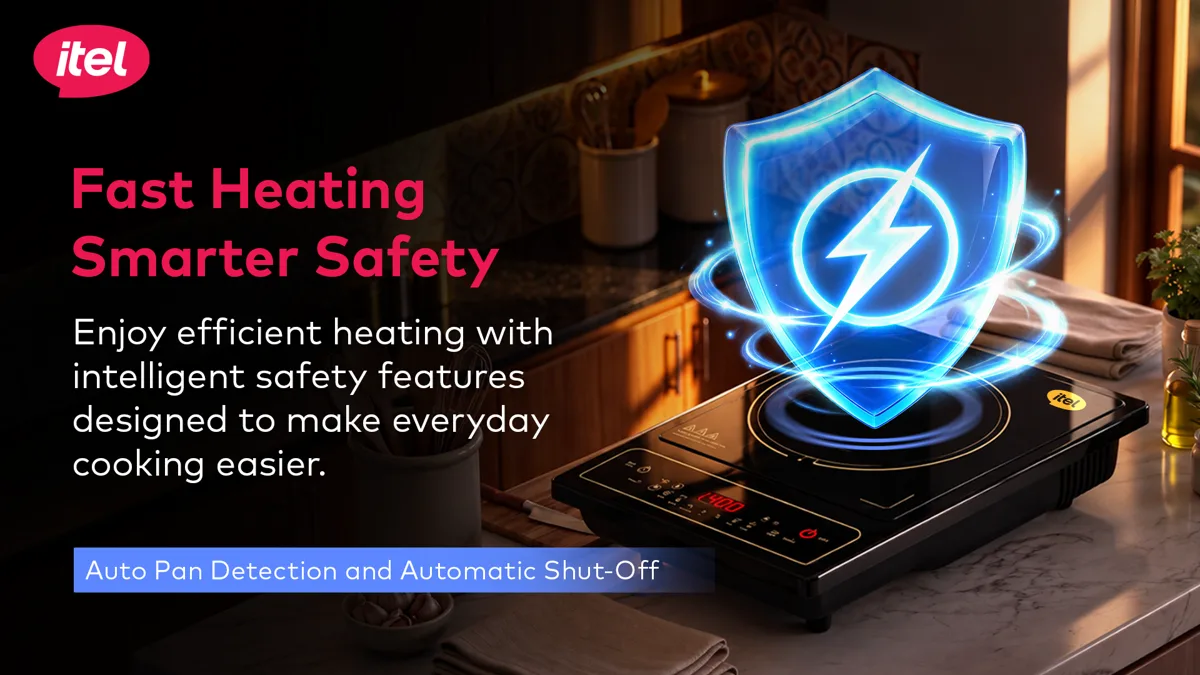 itel
Fast Heating
Smarter Safety
Enjoy efficient heating with
intelligent safety features
designed to make everyday
cooking easier.
Auto Pan Detection and Automatic Shut-Off
itel
1400